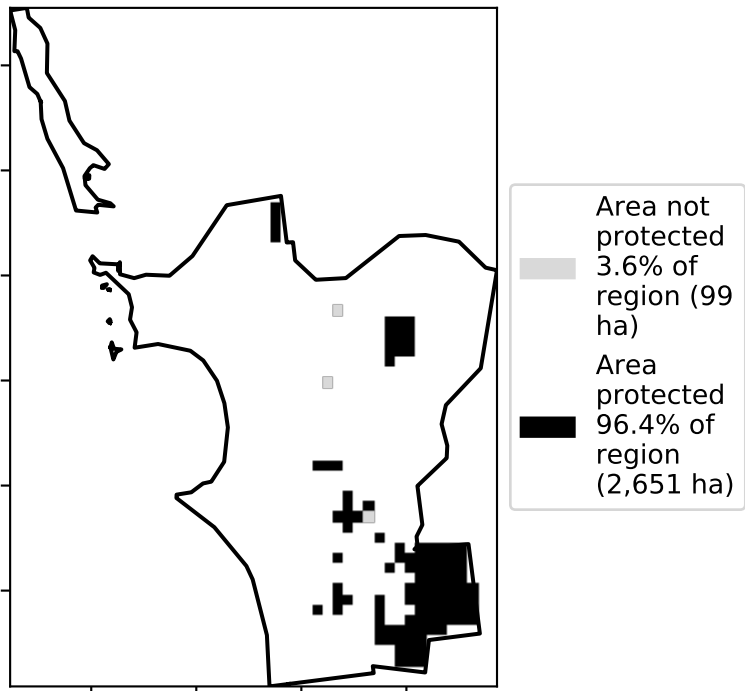 Area not
protected
3.6% of
region (99
ha)
Area
protected
96.4% of
region
(2,651 ha)